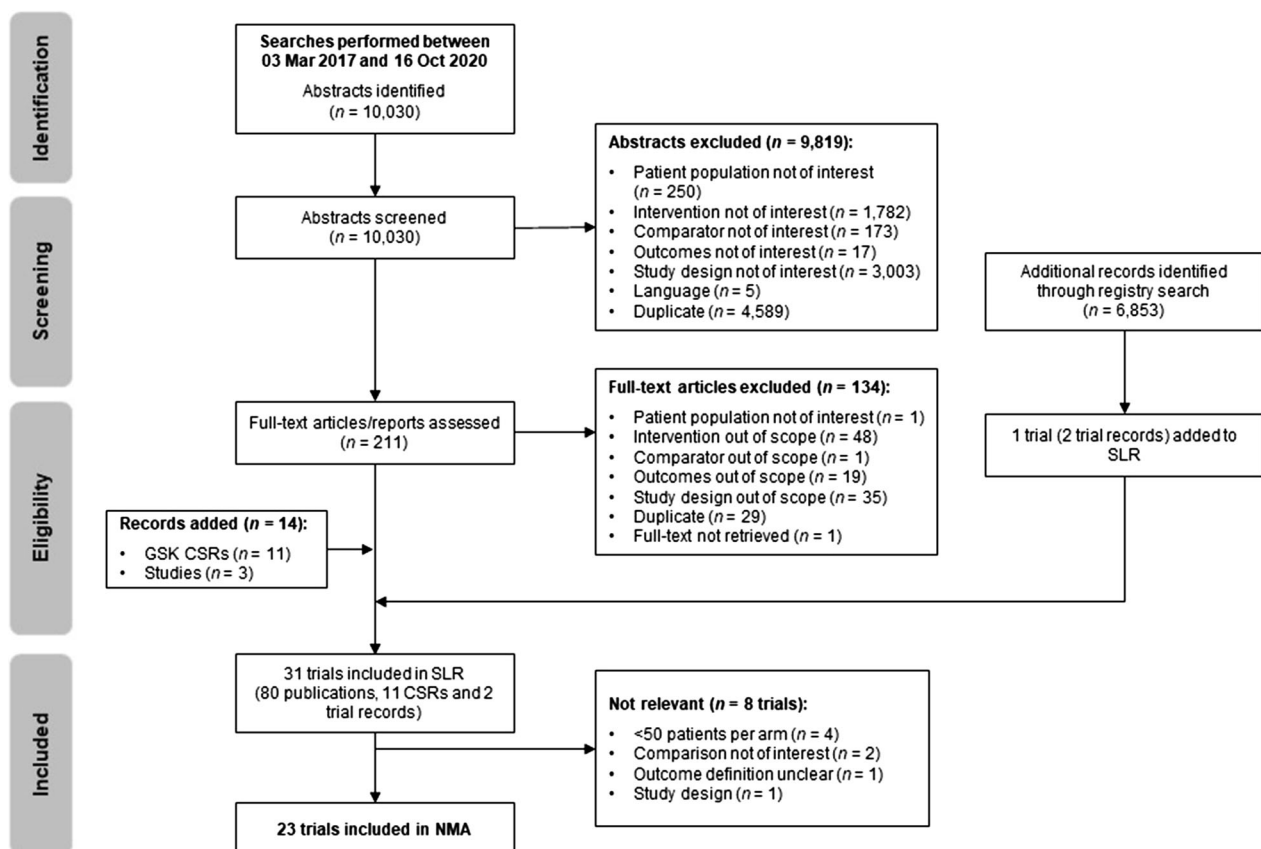 Identification
Searches performed between
03 Mar 2017 and 16 Oct 2020
Abstracts identified
(n = 10,030)
Screening
Abstracts screened
(n = 10,030)
Abstracts excluded (n = 9,819):
• Patient population not of interest
(n = 250)
• Intervention not of interest (n = 1,782)
• Comparator not of interest (n = 173)
• Outcomes not of interest (n = 17)
• Study design not of interest (n = 3,003)
• Language (n = 5)
• Duplicate (n = 4,589)
Additional records identified
through registry search
(n = 6,853)
Eligibility
Full-text articles/reports assessed
(n = 211)
Full-text articles excluded (n = 134):
• Patient population not of interest (n = 1)
• Intervention out of scope (n = 48)
• Comparator out of scope (n = 1)
• Outcomes out of scope (n = 19)
• Study design out of scope (n = 35)
• Duplicate (n = 29)
• Full-text not retrieved (n = 1)
1 trial (2 trial records) added to
SLR
Records added (n = 14):
• GSK CSRs (n = 11)
• Studies (n = 3)
Included
31 trials included in SLR
(80 publications, 11 CSRs and 2
trial records)
Not relevant (n = 8 trials):
• <50 patients per arm (n = 4)
• Comparison not of interest (n = 2)
• Outcome definition unclear (n = 1)
• Study design (n = 1)
23 trials included in NMA